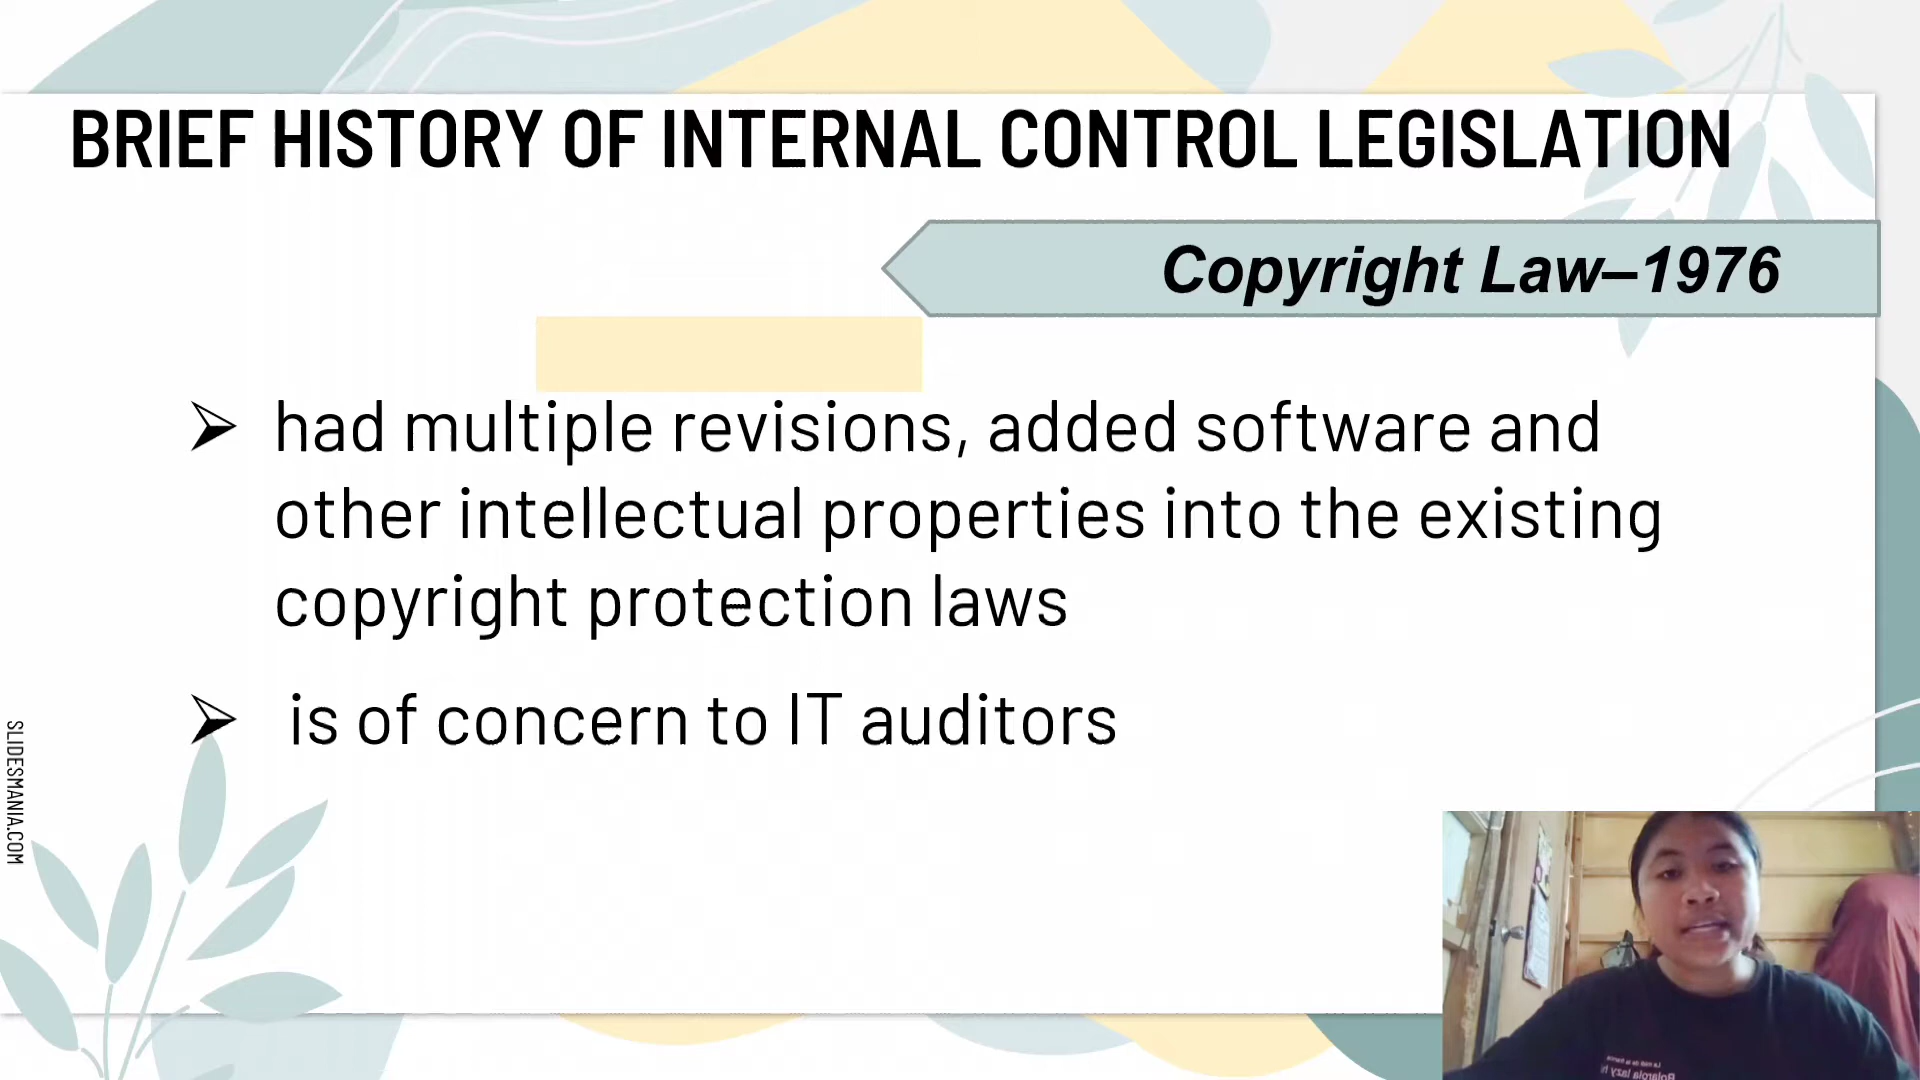 BRIEF HISTORY OF INTERNAL CONTROL LEGISLATION
Copyright Law–1976
➢ had multiple revisions, added software and
other intellectual properties into the existing
copyright protection laws
➢ is of concern to IT auditors
SLIDESMANIA.COM